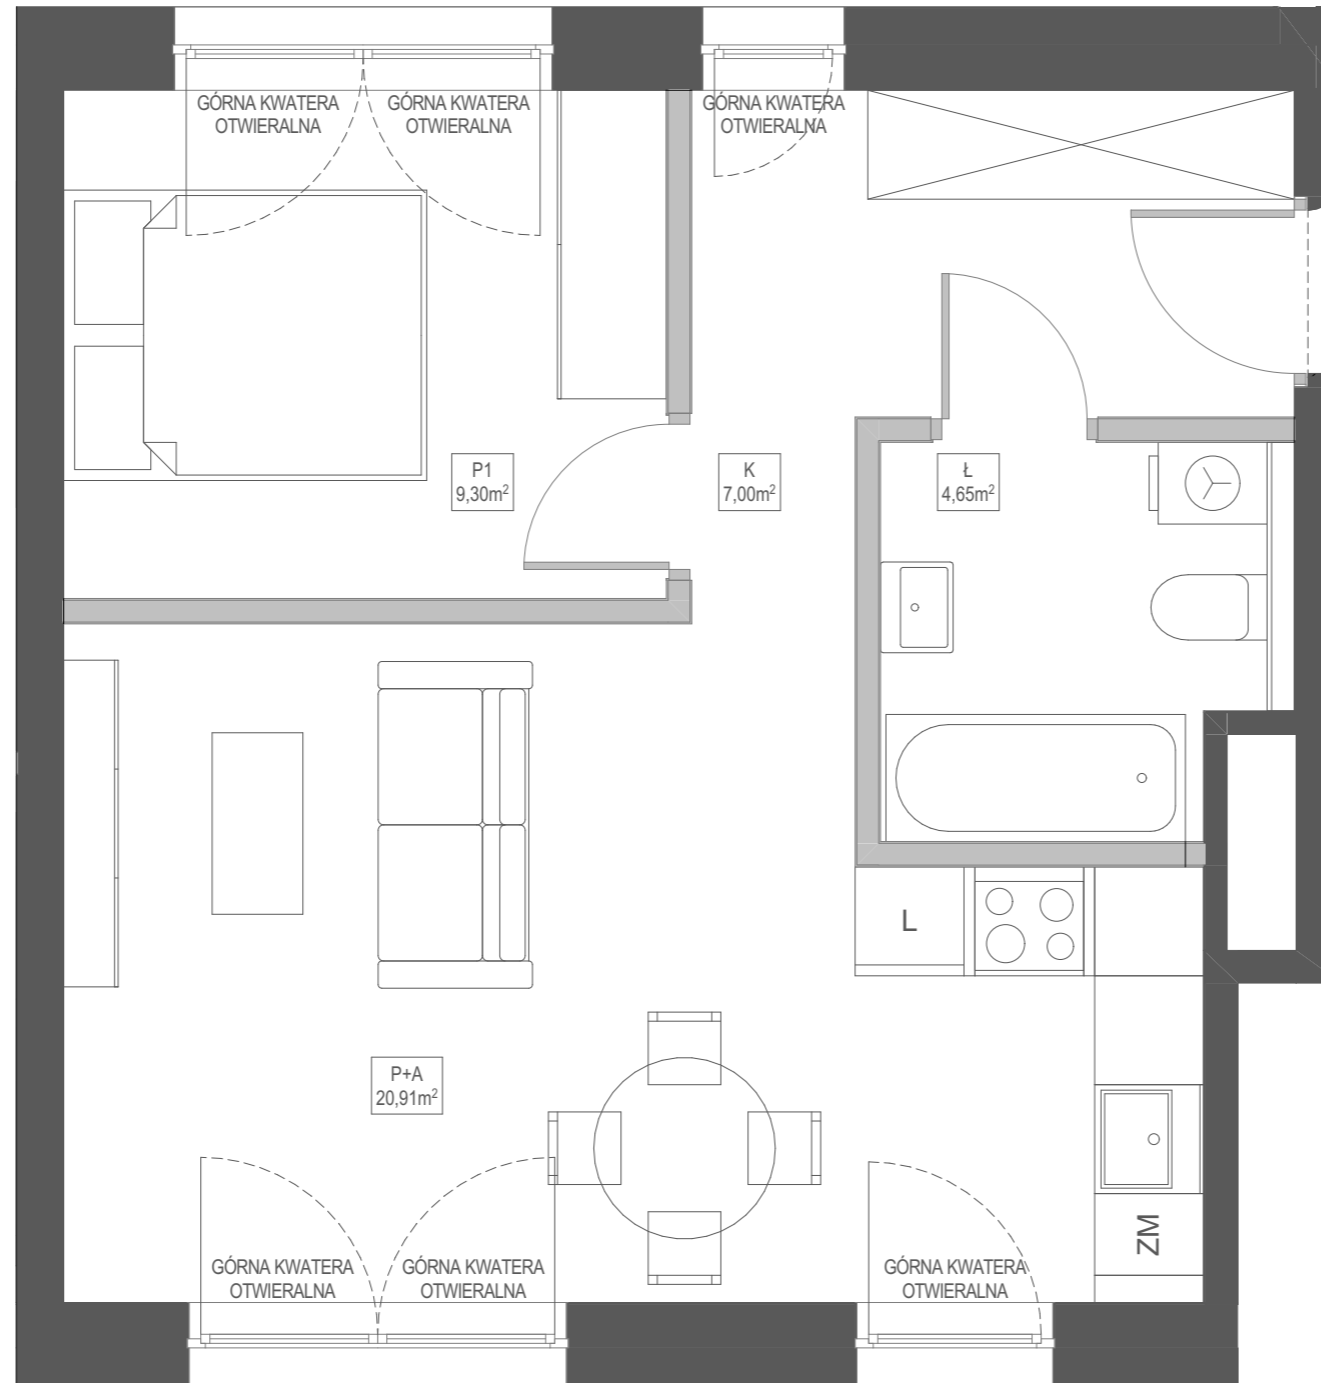 GÓRNA KWATERA
OTWIERALNA
GÓRNA KWATERA
OTWIERALNA
GÓRNA KWATERA
OTWIERALNA
P1
9,30m²
K
7,00m²
Ł
4,65m²
L
P+A
20,91m²
ZM
GÓRNA KWATERA
OTWIERALNA
GÓRNA KWATERA
OTWIERALNA
GÓRNA KWATERA
OTWIERALNA